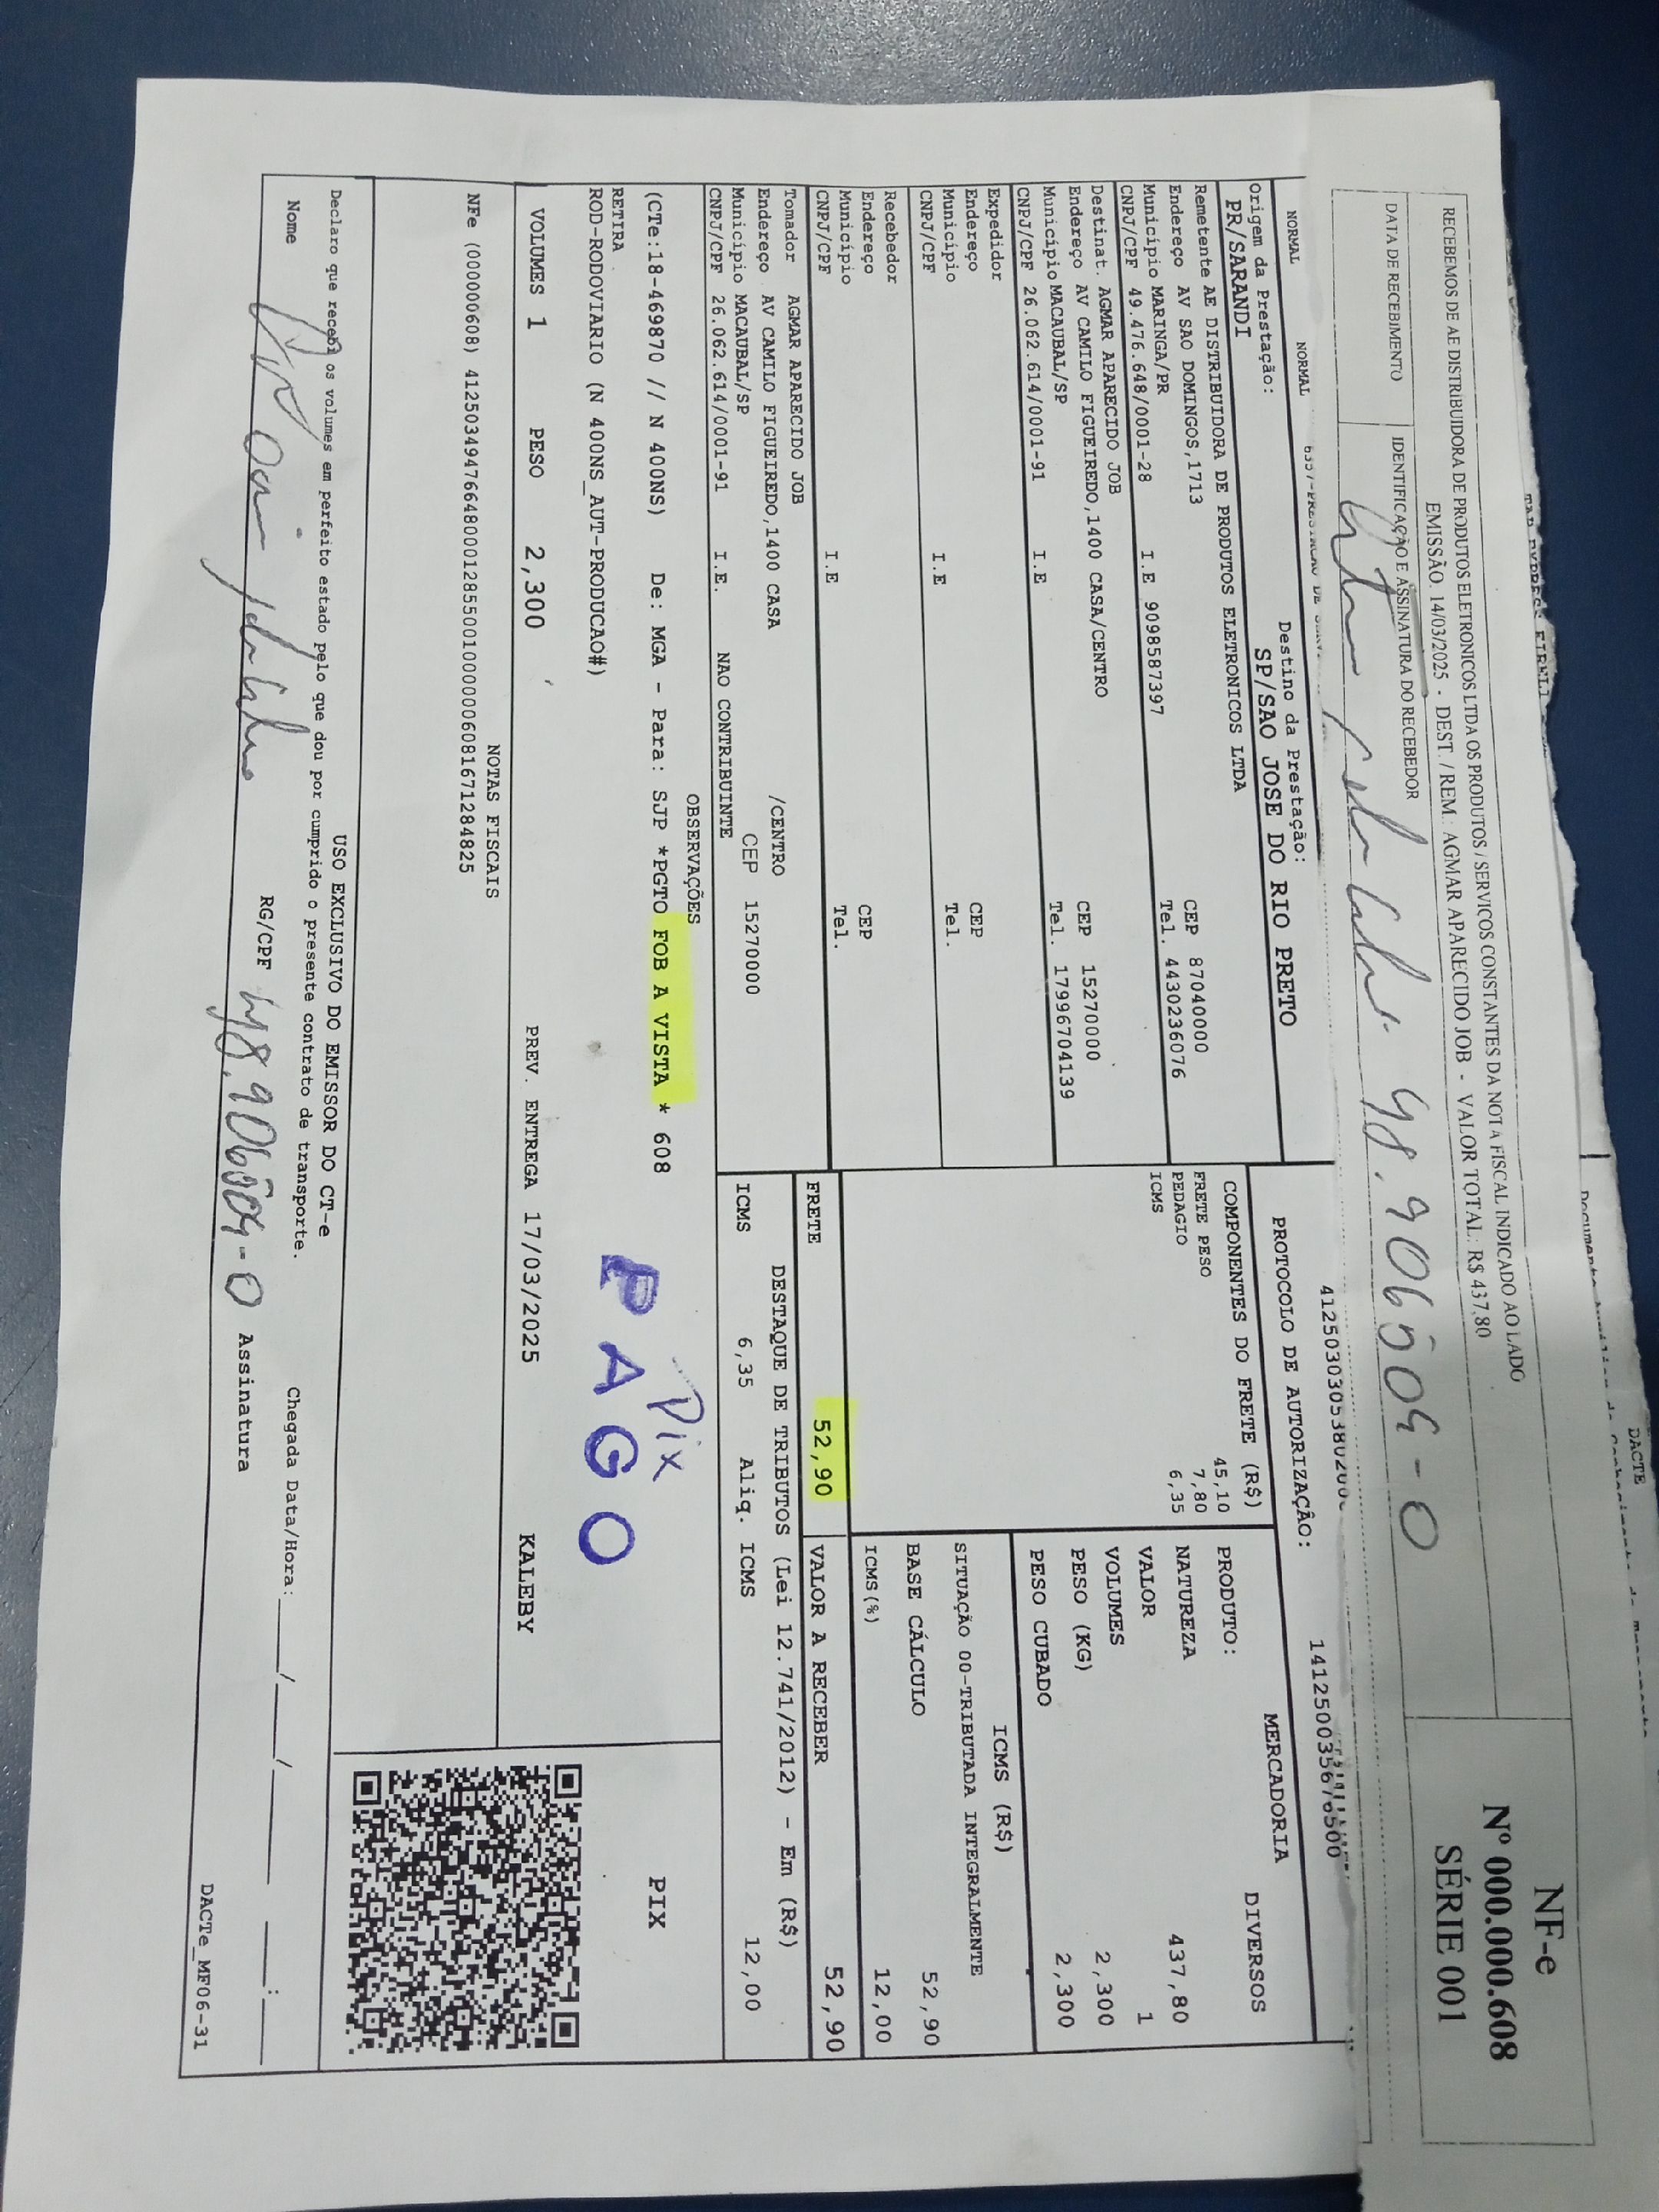 DACTE
RECEBEMOS DE AE DISTRIBUIDORA DE PRODUTOS ELETRONICOS LTDA OS PRODUTOS / SERVIÇOS CONSTANTES DA NOTA FISCAL INDICADO AO LADO
EMISSÃO. 14/03/2025 - DEST. / REM.: AGMAR APARECIDO JOB - VALOR TOTAL: R$ 437,80
DATA DE RECEBIMENTO
IDENTIFICAÇÃO E ASSINATURA DO RECEBEDOR
NF-e
Nº 000.000.608
SÉRIE 001
NORMAL NORMAL
Origem da Prestação:
PR/SARANDI
Destino da Prestação:
SP/SAO JOSE DO RIO PRETO
PROTOCOLO DE AUTORIZAÇÃO:
Remetente AE DISTRIBUIDORA DE PRODUTOS ELETRONICOS LTDA
Endereço AV SAO DOMINGOS,1713 CEP 87040000
Município MARINGA/PR Tel. 4430236076
CNPJ/CPF 49.476.648/0001-28 I.E 9098587397
Destinat. AGMAR APARECIDO JOB
Endereço AV CAMILO FIGUEIREDO,1400 CASA/CENTRO CEP 15270000
Município MACAUBAL/SP Tel. 17996704139
CNPJ/CPF 26.062.614/0001-91 I.E
Expedidor
Endereço CEP
Município Tel.
CNPJ/CPF I.E
Recebedor
Endereço CEP
Município Tel.
CNPJ/CPF I.E
Tomador AGMAR APARECIDO JOB
Endereço AV CAMILO FIGUEIREDO,1400 CASA /CENTRO
Município MACAUBAL/SP CEP 15270000
CNPJ/CPF 26.062.614/0001-91 I.E. NAO CONTRIBUINTE
COMPONENTES DO FRETE (R$)
FRETE PESO 45,10
PEDAGIO 7,80
ICMS 6,35
MERCADORIA
PRODUTO: DIVERSOS
NATUREZA
VALOR 437,80
VOLUMES 1
PESO (KG) 2,300
PESO CUBADO 2,300
ICMS (R$)
SITUAÇÃO 00-TRIBUTADA INTEGRALMENTE
BASE CÁLCULO 52,90
ICMS(%) 12,00
FRETE 52,90
VALOR A RECEBER 52,90
DESTAQUE DE TRIBUTOS (Lei 12.741/2012) - Em (R$)
ICMS 6,35 Aliq. ICMS 12,00
OBSERVAÇÕES
(CTe:18-469870 // N 400NS) De: MGA - Para: SJP *PGTO FOB A VISTA * 608
RETIRA
ROD-RODOVIARIO (N 400NS_AUT-PRODUCAO#)
Pix
PAGO
PIX
VOLUMES 1 PESO 2,300 PREV. ENTREGA 17/03/2025 KALEBY
NOTAS FISCAIS
NFe (000000608) 41250349476648000128550010000006081671284825
USO EXCLUSIVO DO EMISSOR DO CT-e
Declaro que recebi os volumes em perfeito estado pelo que dou por cumprido o presente contrato de transporte.
Chegada Data/Hora: ___/___/_____ ___:___
Nome RG/CPF Assinatura
DACTe_MF06-31